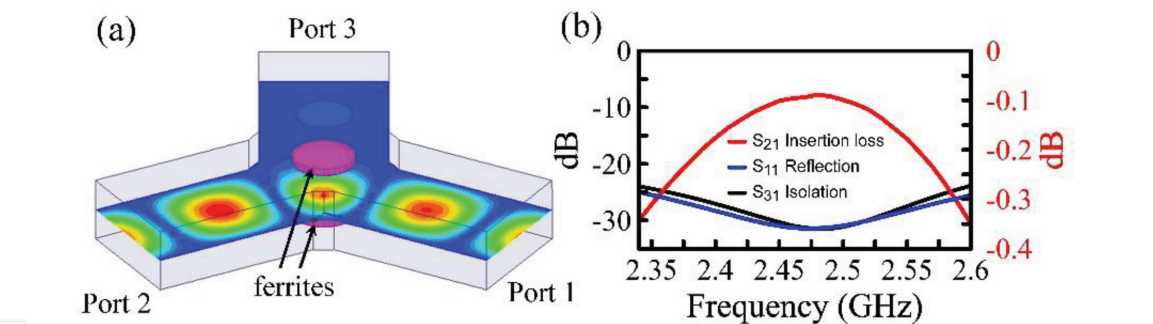 (a)
Port 3
ferrites
Port 2
Port 1
(b)
0
-10
-20
-30
dB
S21 Insertion loss
S11 Reflection
S31 Isolation
0
-0.1
-0.2
-0.3
-0.4
dB
2.35 2.4 2.45 2.5 2.55 2.6
Frequency (GHz)